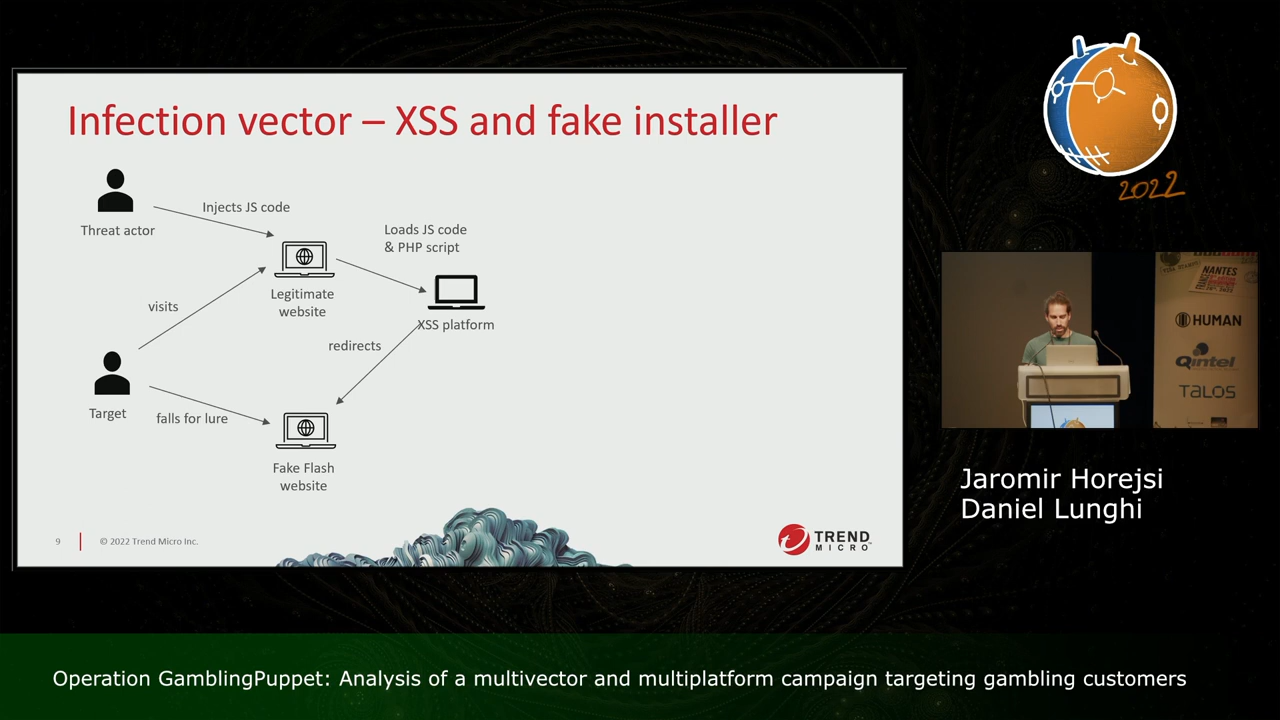 Infection vector – XSS and fake installer
Threat actor
Injects JS code
Loads JS code
& PHP script
Legitimate
website
visits
XSS platform
redirects
Target
falls for lure
Fake Flash
website
9
© 2022 Trend Micro Inc.
TREND
MICRO™
2022
NANTES
HUMAN
Qintel
TALOS
Jaromir Horejsi
Daniel Lunghi
Operation GamblingPuppet: Analysis of a multivector and multiplatform campaign targeting gambling customers